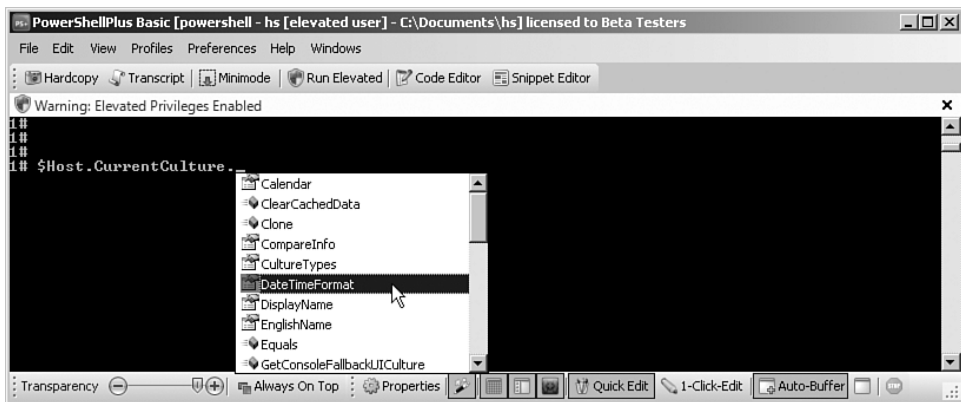 PowerShellPlus Basic [powershell - hs [elevated user] - C:\Documents\hs] licensed to Beta Testers
File Edit View Profiles Preferences Help Windows
Hardcopy Transcript Minimode Run Elevated Code Editor Snippet Editor
Warning: Elevated Privileges Enabled
1#
1#
1#
1# $Host.CurrentCulture._
Calendar
ClearCachedData
Clone
CompareInfo
CultureTypes
DateTimeFormat
DisplayName
EnglishName
Equals
GetConsoleFallbackUICulture
Transparency Always On Top Properties Quick Edit 1-Click-Edit Auto-Buffer